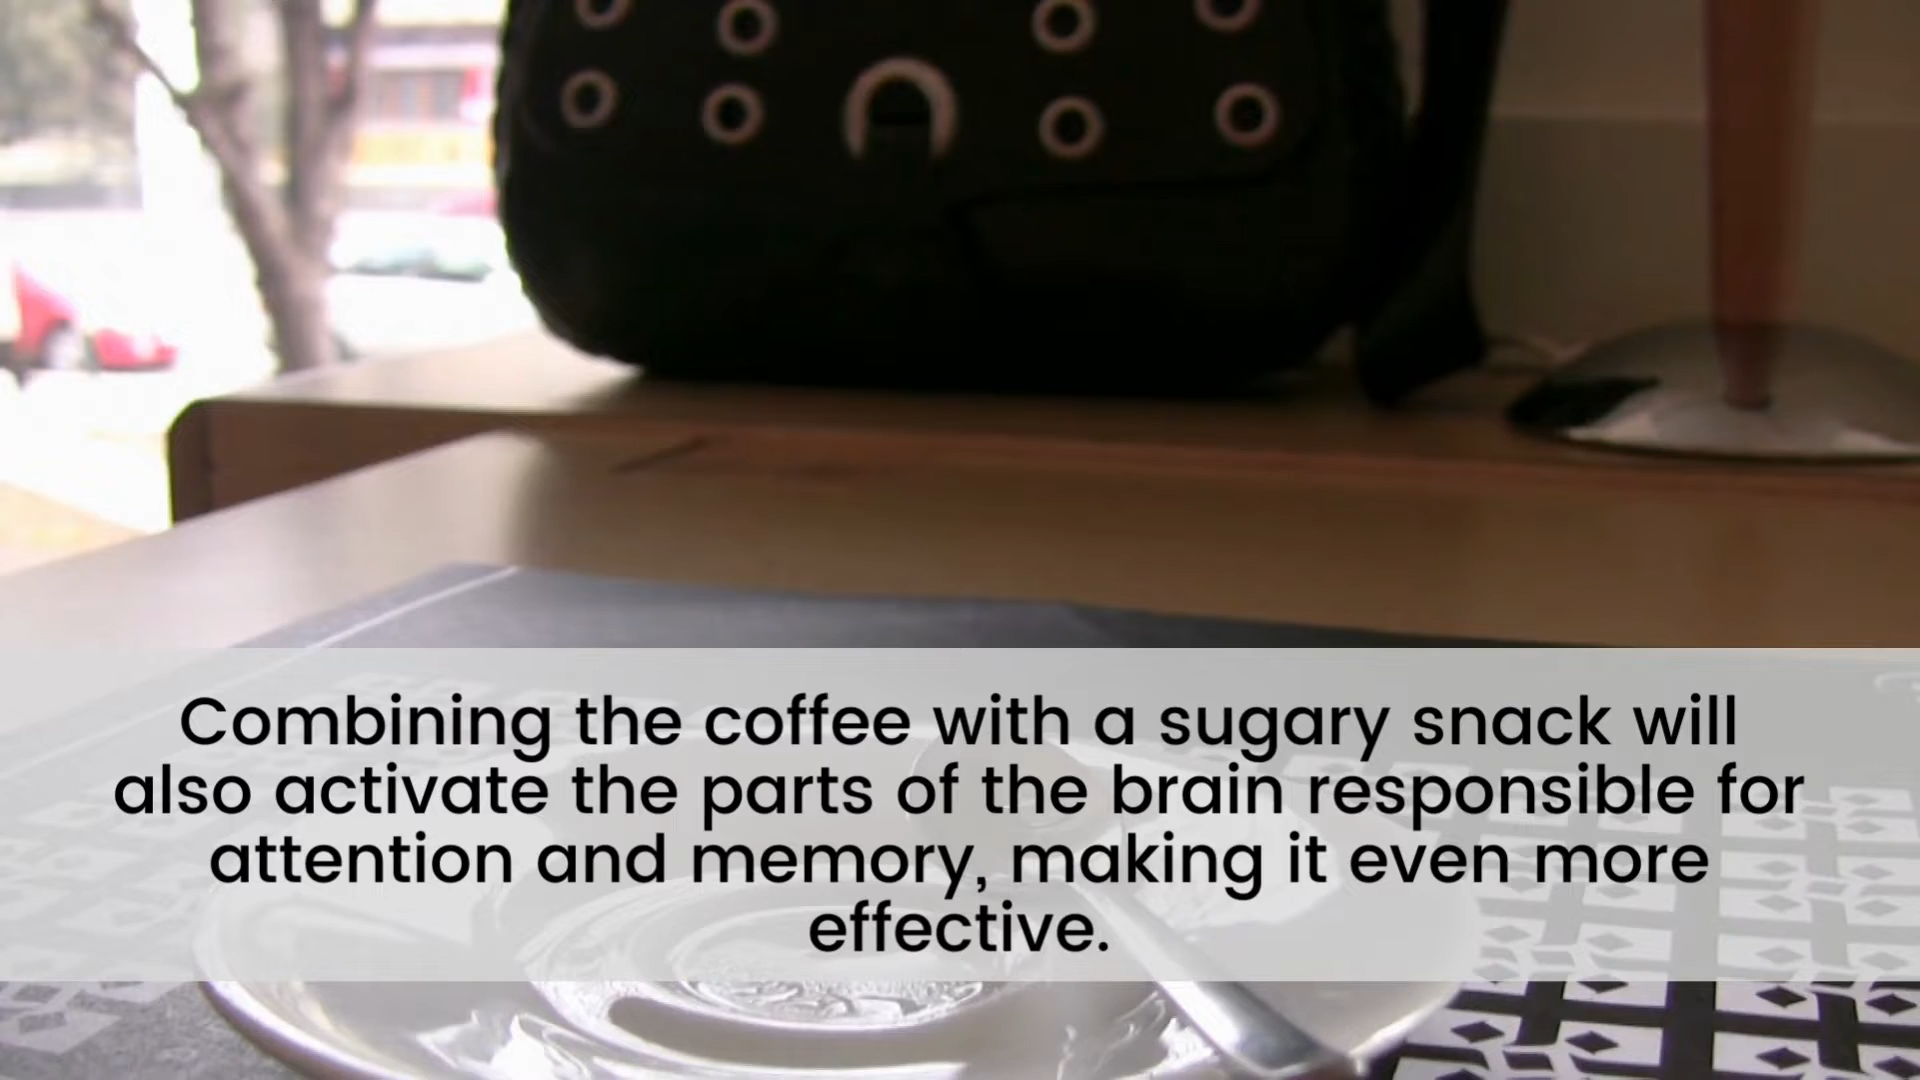 Combining the coffee with a sugary snack will
also activate the parts of the brain responsible for
attention and memory, making it even more
effective.